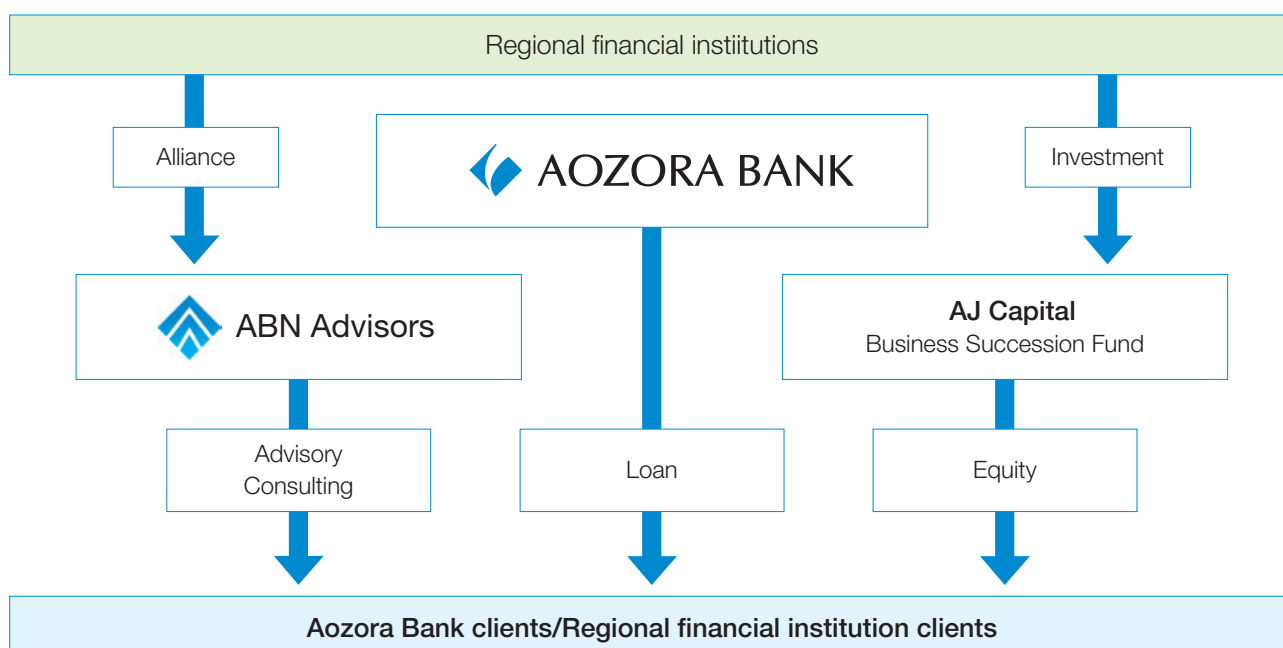 Regional financial instiitutions
Alliance
AOZORA BANK
Investment
ABN Advisors
AJ Capital
Business Succession Fund
Advisory
Consulting
Loan
Equity
Aozora Bank clients/Regional financial institution clients